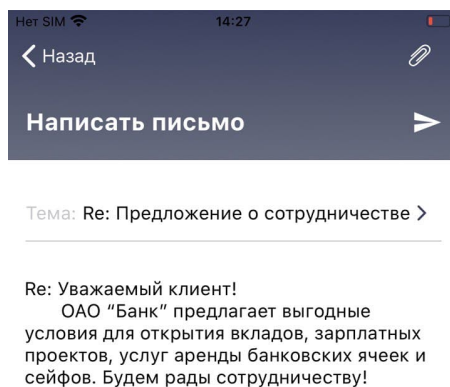 Нет SIM 14:27
Назад
Написать письмо
Тема: Re: Предложение о сотрудничестве
Re: Уважаемый клиент!
ОАО “Банк” предлагает выгодные
условия для открытия вкладов, зарплатных
проектов, услуг аренды банковских ячеек и
сейфов. Будем рады сотрудничеству!